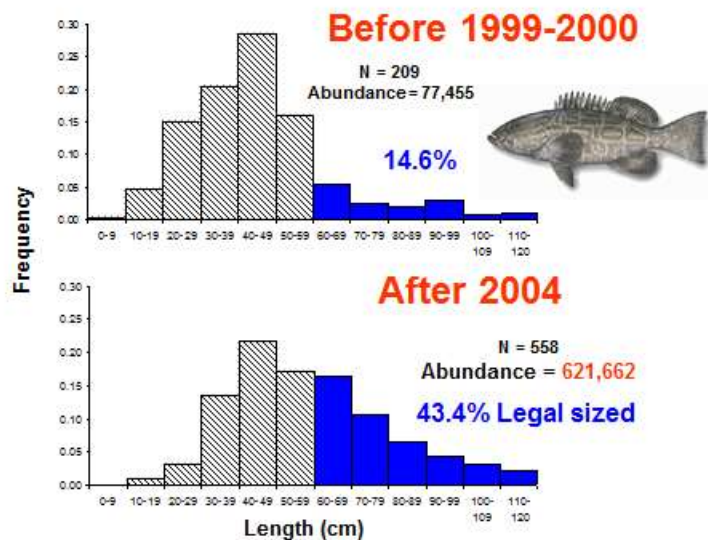 Before 1999-2000
N = 209
Abundance = 77,455
14.6%
0.30
0.25
0.20
0.15
0.10
0.05
0.00
0-9 10-19 20-29 30-39 40-49 50-59 60-69 70-79 80-89 90-99 100-109 110-120
Frequency
After 2004
N = 558
Abundance = 621,662
43.4% Legal sized
0.30
0.25
0.20
0.15
0.10
0.05
0.00
0-9 10-19 20-29 30-39 40-49 50-59 60-69 70-79 80-89 90-99 100-109 110-120
Length (cm)